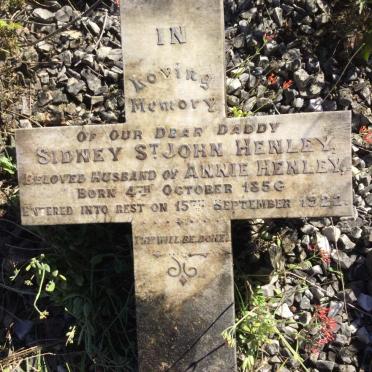 IN
Loving
Memory
OF OUR DEAR DADDY
SIDNEY ST JOHN HENLEY,
BELOVED HUSBAND OF ANNIE HENLEY,
BORN 4TH OCTOBER 1856
ENTERED INTO REST ON 15TH SEPTEMBER 1922.
THY WILL BE DONE.